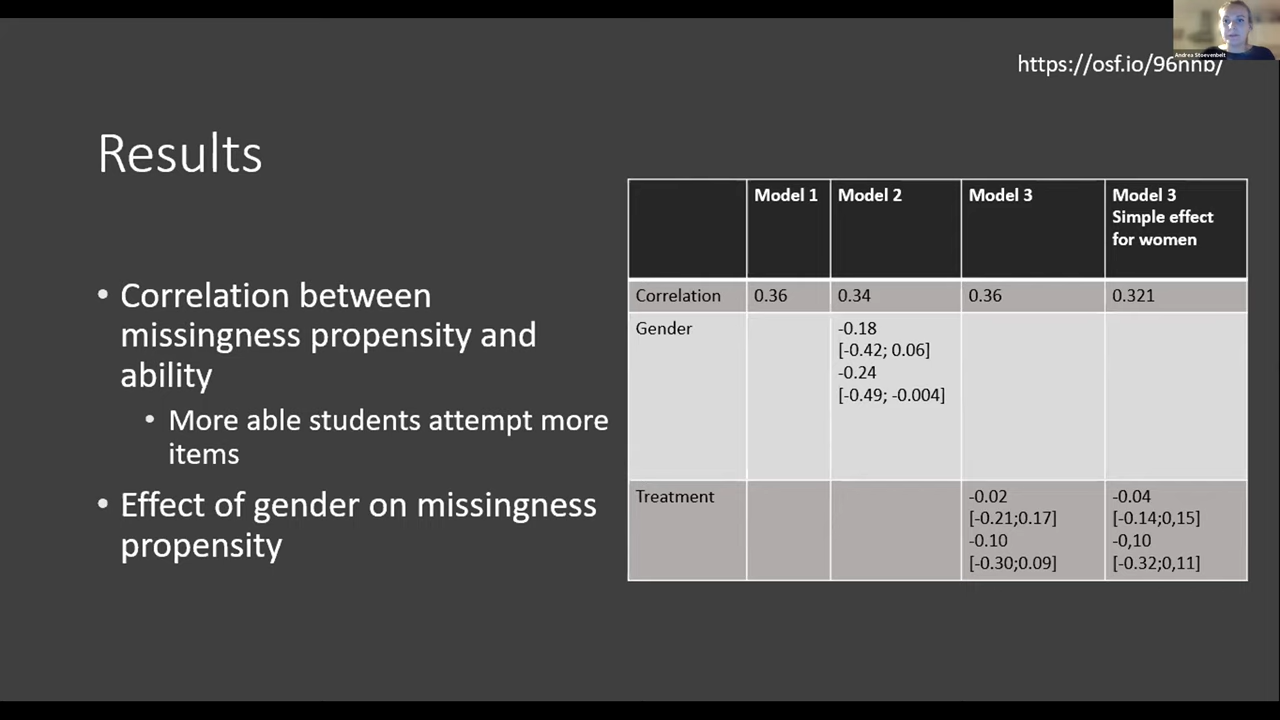 Andrea Stoevenbelt
https://osf.io/96nnb/
Results
Correlation between
missingness propensity and
ability
More able students attempt more
items
Effect of gender on missingness
propensity
Model 1 Model 2 Model 3 Model 3
Simple effect
for women
Correlation 0.36 0.34 0.36 0.321
Gender -0.18
[-0.42; 0.06]
-0.24
[-0.49; -0.004]
Treatment -0.02 -0.04
[-0.21;0.17] [-0.14;0,15]
-0.10 -0,10
[-0.30;0.09] [-0.32;0,11]